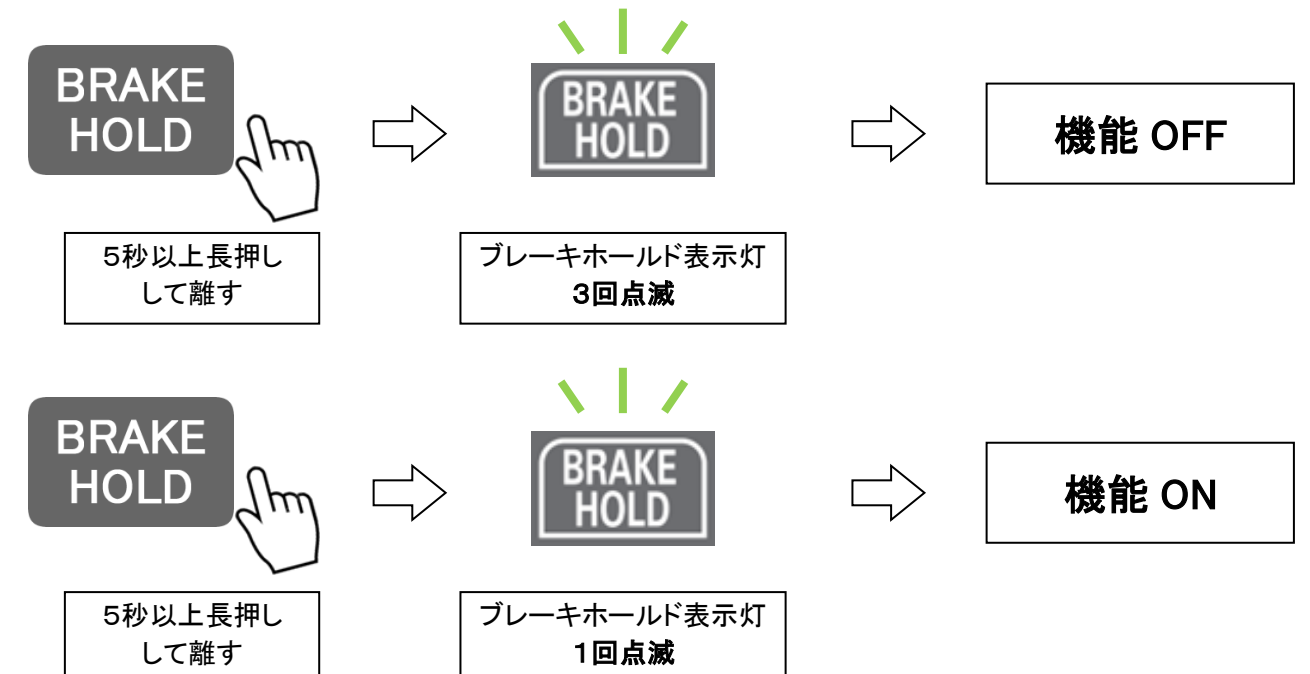 BRAKE
HOLD
BRAKE
HOLD
機能 OFF
5秒以上長押し
して離す
ブレーキホールド表示灯
3回点滅
BRAKE
HOLD
BRAKE
HOLD
機能 ON
5秒以上長押し
して離す
ブレーキホールド表示灯
1回点滅